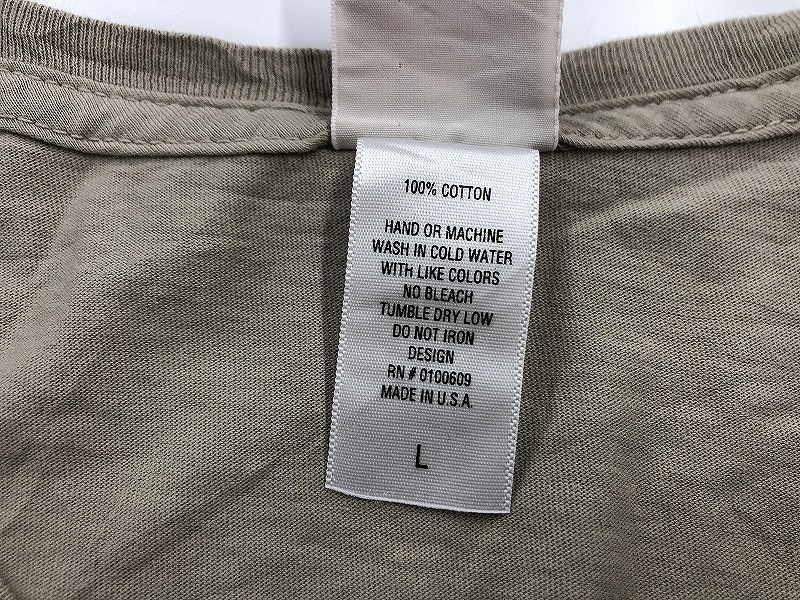 100% COTTON
HAND OR MACHINE
WASH IN COLD WATER
WITH LIKE COLORS
NO BLEACH
TUMBLE DRY LOW
DO NOT IRON
DESIGN
RN # 0100609
MADE IN U.S.A.
L